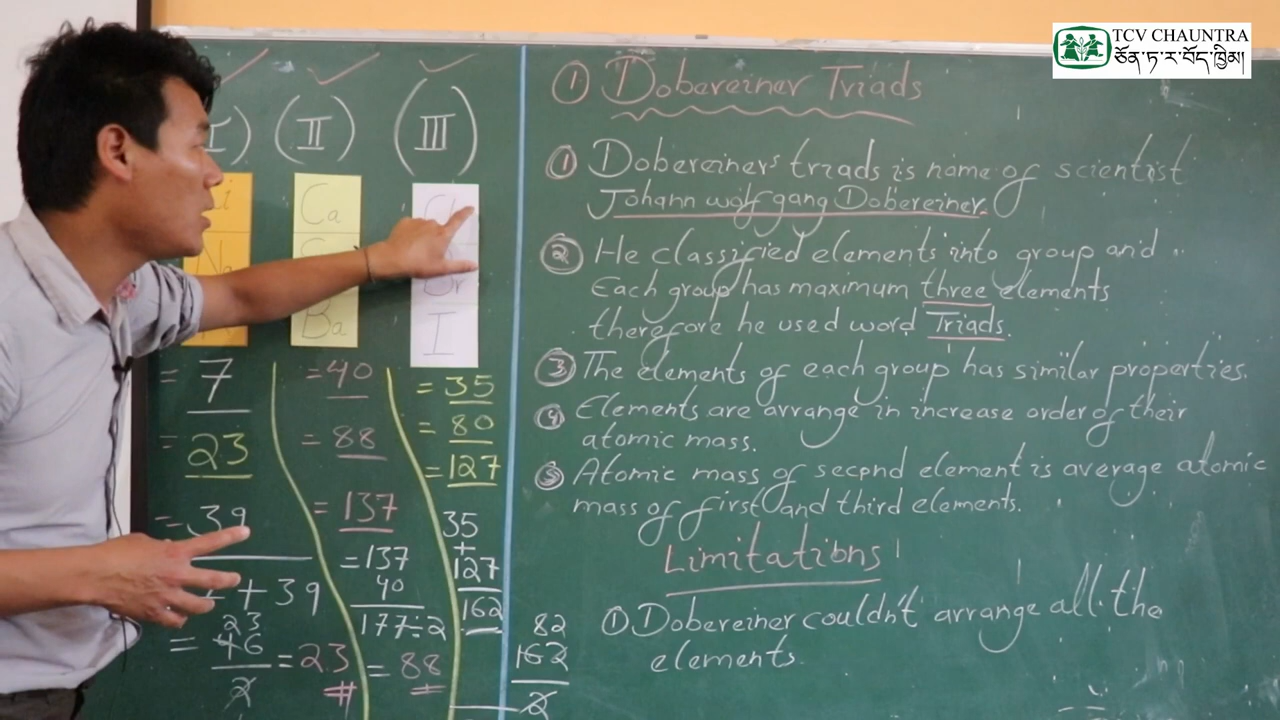 TCV CHAUNTRA
ཅོན་ཏ་ར་བོད་ཁྱིམ།
(II)
(III)
Ca
Ba
I
= 7
= 23
= 39
+ 39
23
= 46
2
= 23
= 40
= 88
= 137
= 137
40
177÷2
= 88
= 35
= 80
= 127
35
+
127
162
82
162
2
① Dobereiner Triads
① Dobereiner's triads is name of scientist
Johann wolf gang Dobereiner.
② He classified elements into group and
Each group has maximum three elements
therefore he used word Triads.
③ The elements of each group has similar properties.
④ Elements are arrange in increase order of their
atomic mass.
⑤ Atomic mass of second element is average atomic
mass of first and third elements.
Limitations
① Dobereiner couldn't arrange all the
elements.